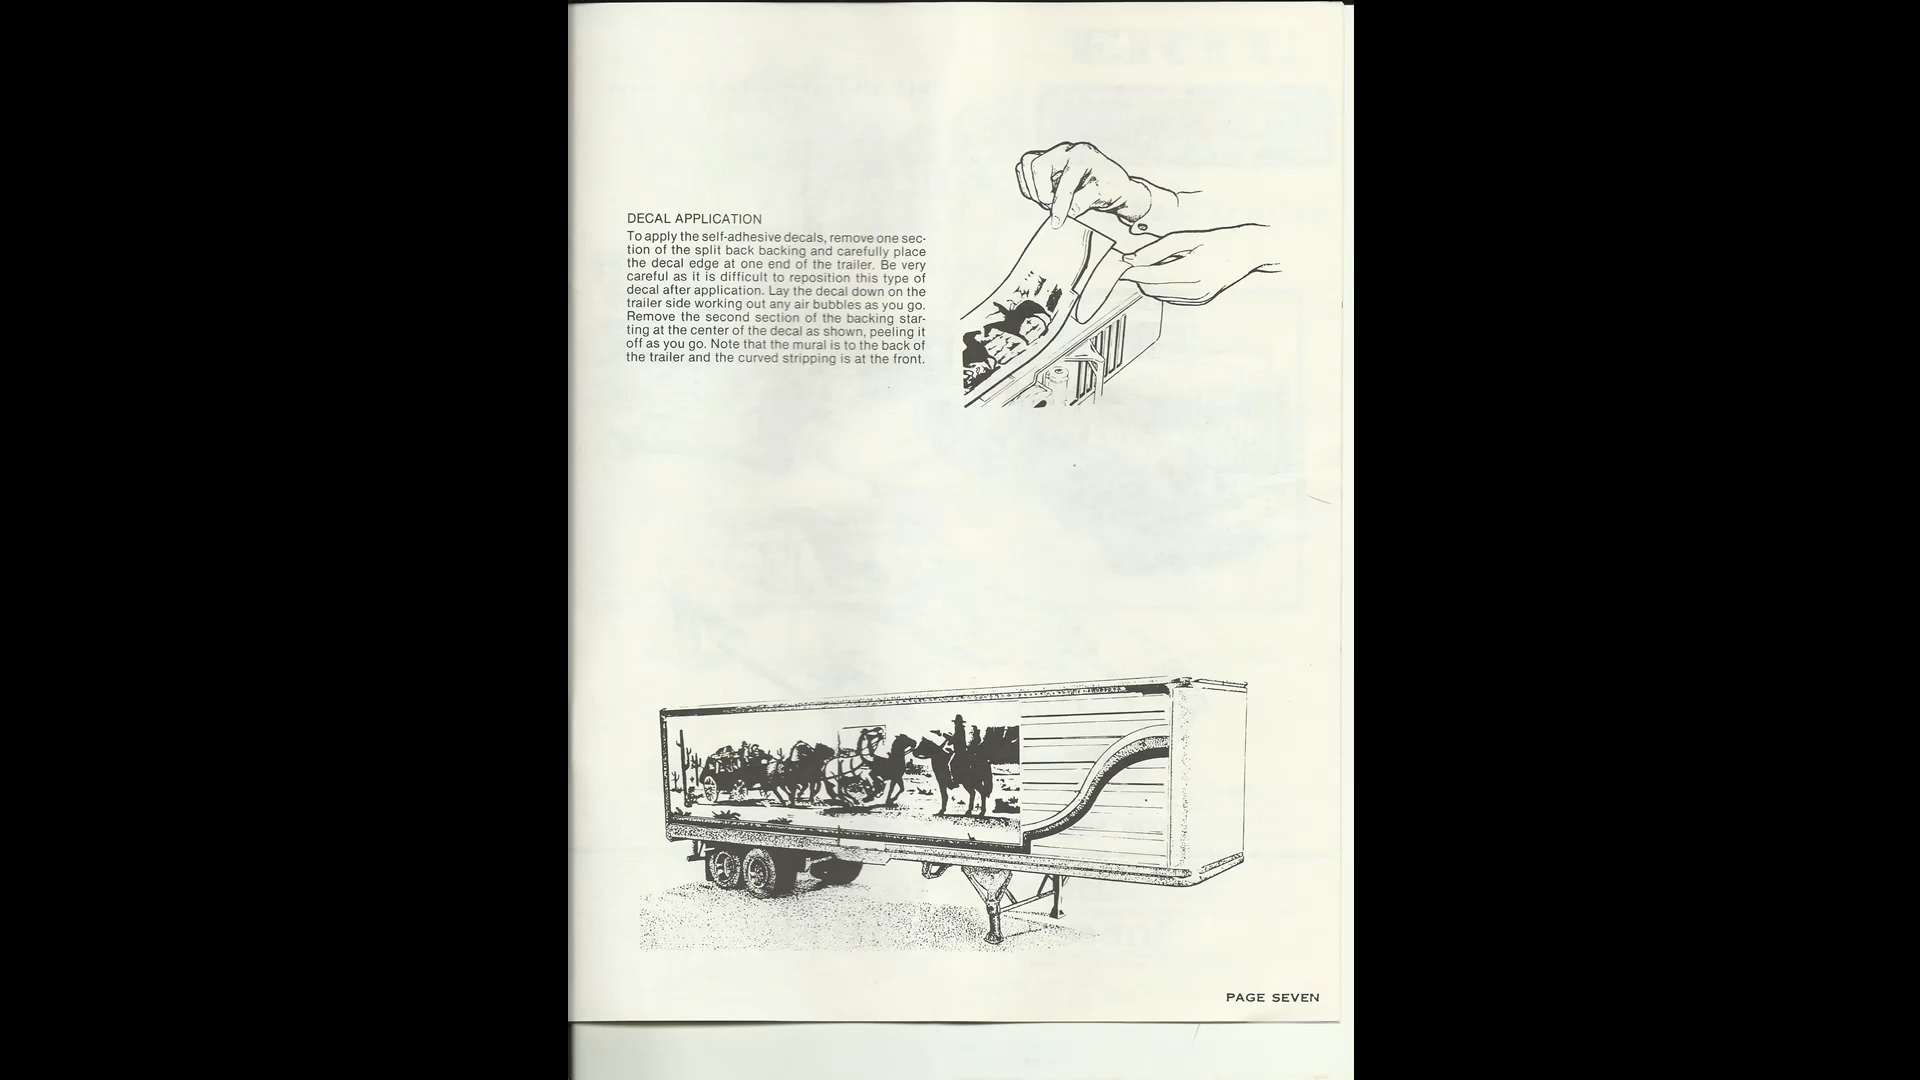 DECAL APPLICATION
To apply the self-adhesive decals, remove one sec-
tion of the split back backing and carefully place
the decal edge at one end of the trailer. Be very
careful as it is difficult to reposition this type of
decal after application. Lay the decal down on the
trailer side working out any air bubbles as you go.
Remove the second section of the backing star-
ting at the center of the decal as shown, peeling it
off as you go. Note that the mural is to the back of
the trailer and the curved stripping is at the front.
PAGE SEVEN